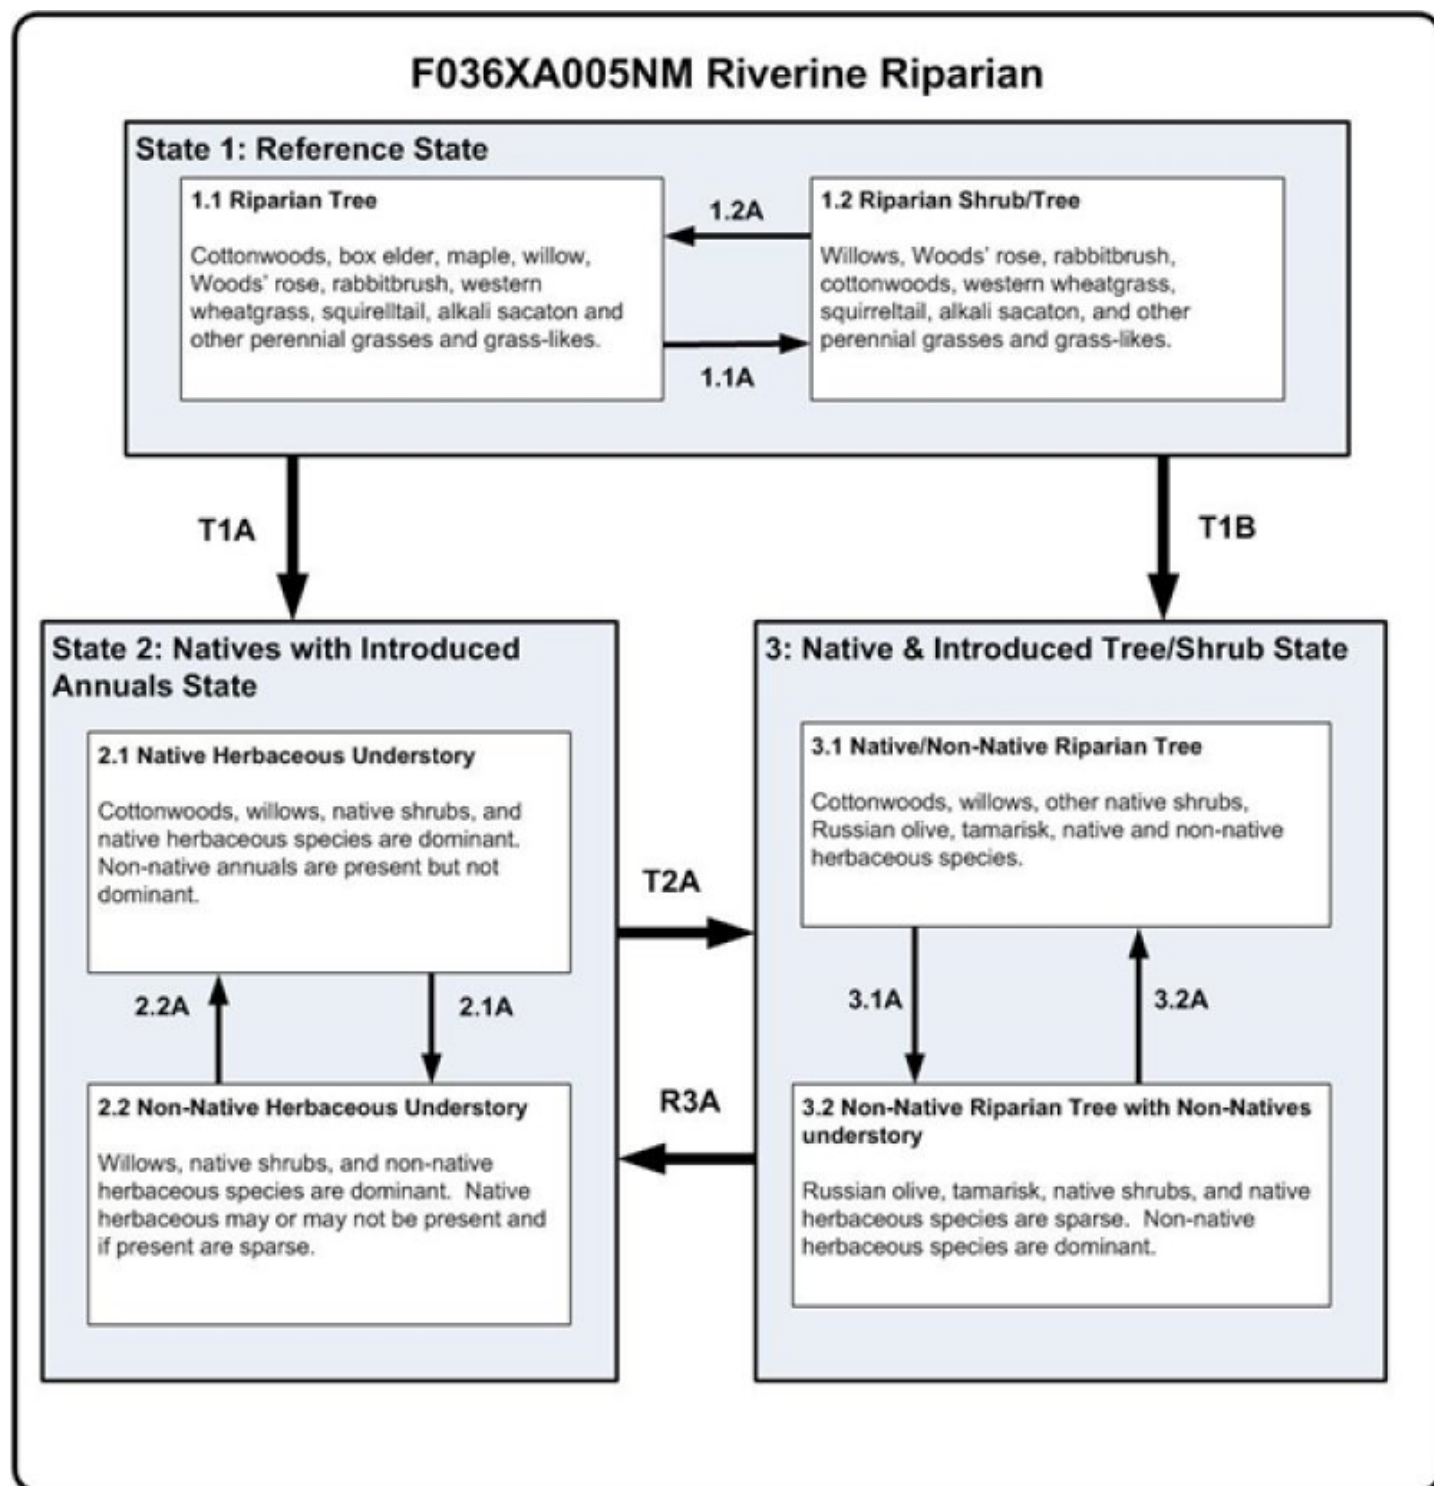 F036XA005NM Riverine Riparian
State 1: Reference State
1.1 Riparian Tree
Cottonwoods, box elder, maple, willow,
Woods' rose, rabbitbrush, western
wheatgrass, squirelltail, alkali sacaton and
other perennial grasses and grass-likes.
1.2A
1.1A
1.2 Riparian Shrub/Tree
Willows, Woods' rose, rabbitbrush,
cottonwoods, western wheatgrass,
squirreltail, alkali sacaton, and other
perennial grasses and grass-likes.
T1A
T1B
State 2: Natives with Introduced
Annuals State
2.1 Native Herbaceous Understory
Cottonwoods, willows, native shrubs, and
native herbaceous species are dominant.
Non-native annuals are present but not
dominant.
2.2A
2.1A
2.2 Non-Native Herbaceous Understory
Willows, native shrubs, and non-native
herbaceous species are dominant.  Native
herbaceous may or may not be present and
if present are sparse.
T2A
R3A
3: Native & Introduced Tree/Shrub State
3.1 Native/Non-Native Riparian Tree
Cottonwoods, willows, other native shrubs,
Russian olive, tamarisk, native and non-native
herbaceous species.
3.1A
3.2A
3.2 Non-Native Riparian Tree with Non-Natives
understory
Russian olive, tamarisk, native shrubs, and native
herbaceous species are sparse.  Non-native
herbaceous species are dominant.